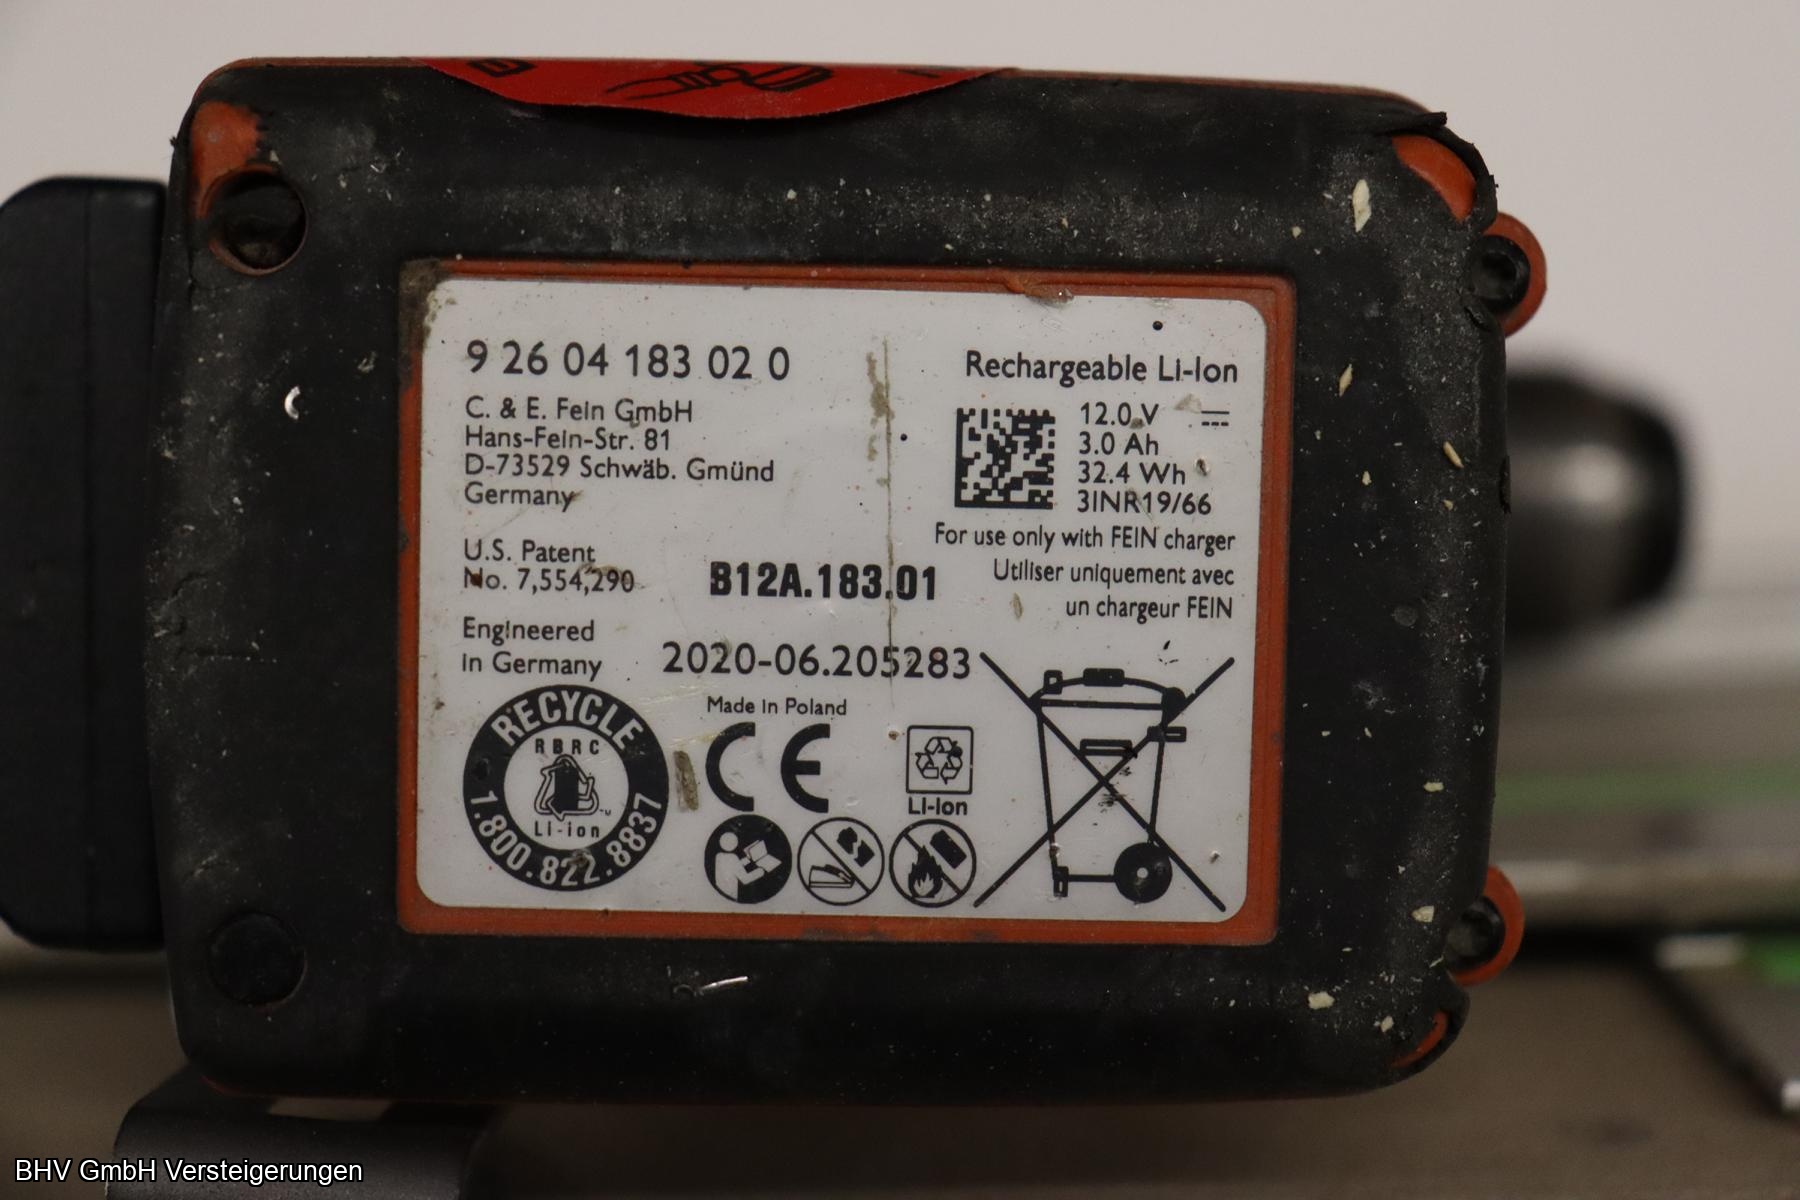 9 26 04 183 02 0
C. & E. Fein GmbH
Hans-Fein-Str. 81
D-73529 Schwäb. Gmünd
Germany
U.S. Patent
No. 7,554,290
Engineered
in Germany
Rechargeable Li-Ion
12.0 V
3.0 Ah
32.4 Wh
3INR19/66
For use only with FEIN charger
Utiliser uniquement avec
un chargeur FEIN
B12A.183.01
2020-06.205283
Made in Poland
RECYCLE
RBRC
TM
Li-ion
1.800.822.8837
CE
LI-Ion
BHV GmbH Versteigerungen